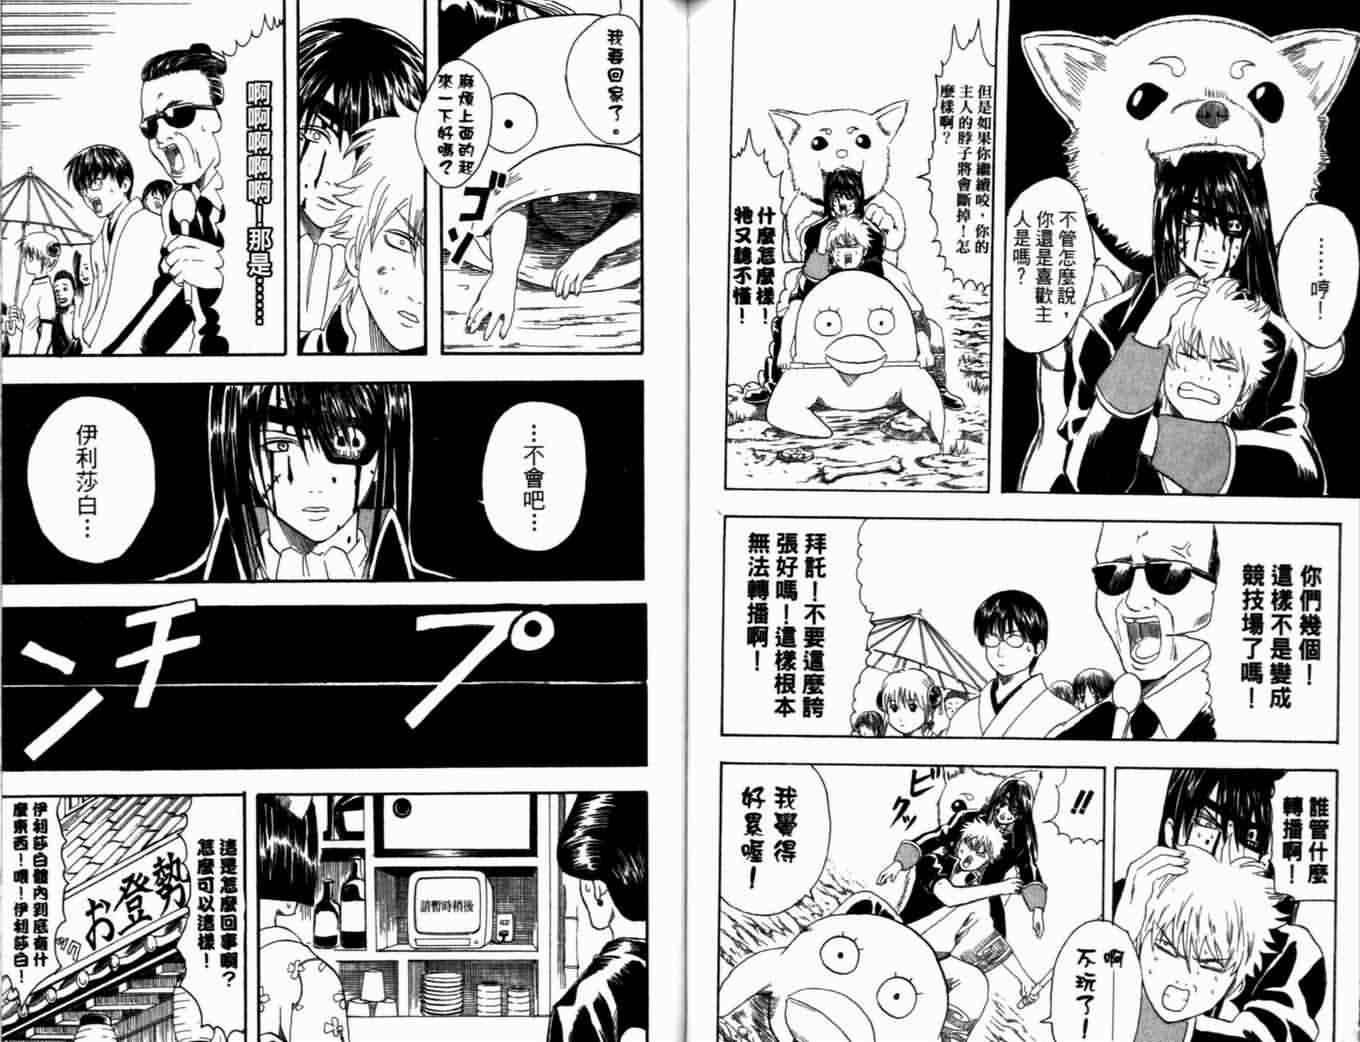 ……哼！
不管怎麼說，
你還是喜歡主
人是嗎？
但是如果你繼續咬，你的
主人的脖子將會斷掉！怎
麼樣啊？
什麼怎麼樣！
牠又聽不懂！
你們幾個！
這樣不是變成
競技場了嗎！
拜託！不要這麼誇
張好嗎！這樣根本
無法轉播啊！
誰管什麼
轉播啊！
啊
不玩了！
!!
ビクッ
我覺得
好累喔！
我要回家了。
麻煩上面的起
來一下好嗎？
ゴソ
啊啊啊啊啊！那是……
…不會吧…
伊利莎白…
プチン
請暫時稍後
這是怎麼回事啊？
怎麼可以這樣！
お登勢
伊利莎白體內到底有什
麼東西！喂！伊利莎白！